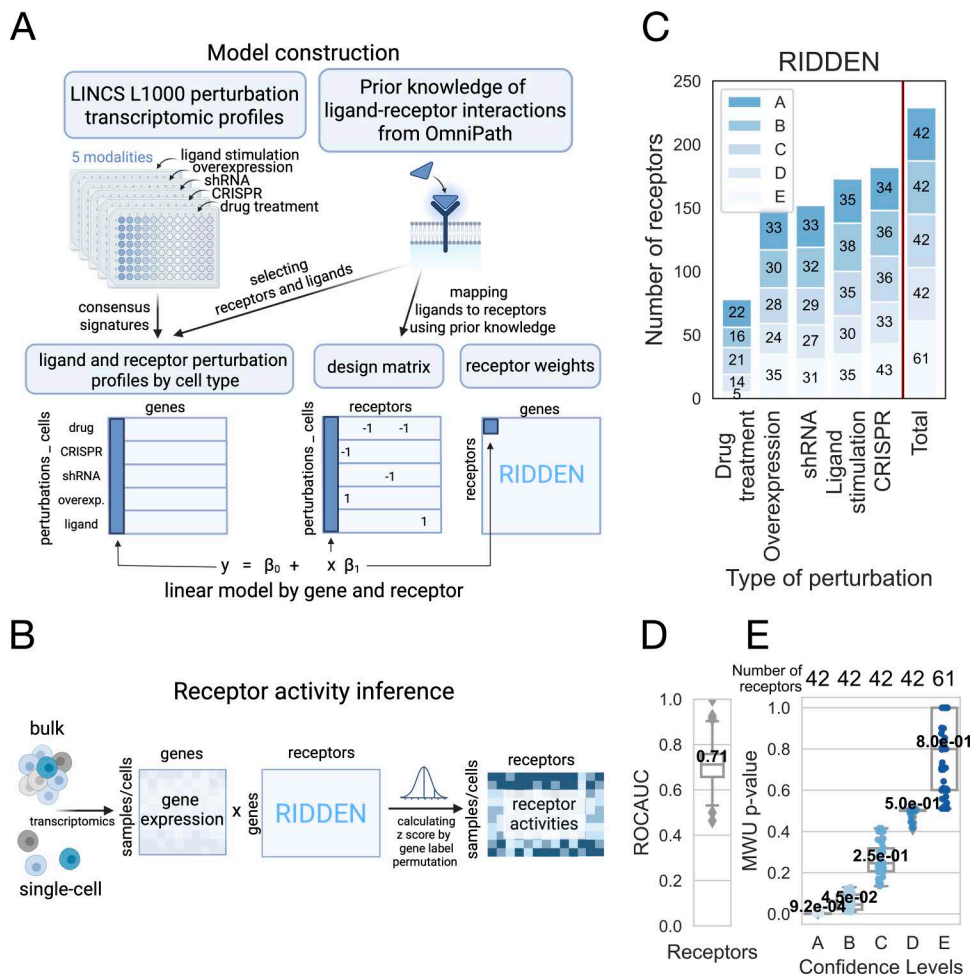 A
Model construction
LINCS L1000 perturbation
transcriptomic profiles
Prior knowledge of
ligand-receptor interactions
from OmniPath
5 modalities
ligand stimulation
overexpression
shRNA
CRISPR
drug treatment
selecting
receptors and ligands
consensus
signatures
mapping
ligands to receptors
using prior knowledge
ligand and receptor perturbation
profiles by cell type
design matrix
receptor weights
genes
receptors
genes
perturbations_cells
drug
CRISPR
shRNA
overexp.
ligand
perturbations_cells
-1 -1
-1
-1
1
1
receptors
RIDDEN
y = β0 + x β1
linear model by gene and receptor
B
Receptor activity inference
bulk
single-cell
transcriptomics
genes
samples/cells
gene
expression
x
receptors
genes
RIDDEN
calculating
z score by
gene label
permutation
receptors
samples/cells
receptor
activities
C
RIDDEN
Number of receptors
250
200
150
100
50
0
A
B
C
D
E
22
16
21
14
5
33
30
28
24
35
33
32
29
27
31
35
38
35
30
35
34
36
36
33
43
42
42
42
42
61
Drug
treatment
Overexpression
shRNA
Ligand
stimulation
CRISPR
Total
Type of perturbation
D
ROCAUC
1.0
0.8
0.6
0.4
0.2
0.0
0.71
Receptors
E
Number of
receptors
42 42 42 42 61
MWU p-value
1.0
0.8
0.6
0.4
0.2
0.0
9.2e-04
4.5e-02
2.5e-01
5.0e-01
8.0e-01
A B C D E
Confidence Levels